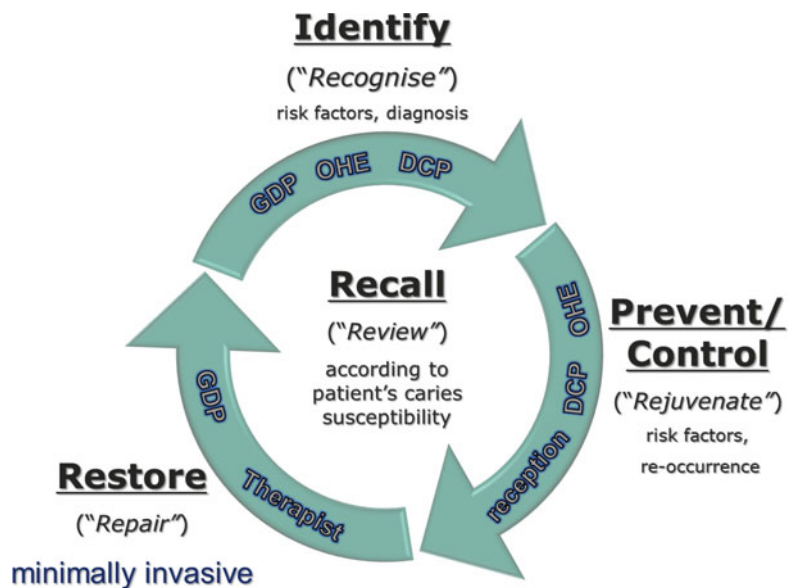 Identify
("Recognise")
risk factors, diagnosis
GDP OHE DCP
Recall
("Review")
according to
patient's caries
susceptibility
OHE
DCP
reception
Prevent/
Control
("Rejuvenate")
risk factors,
re-occurrence
GDP
Therapist
Restore
("Repair")
minimally invasive